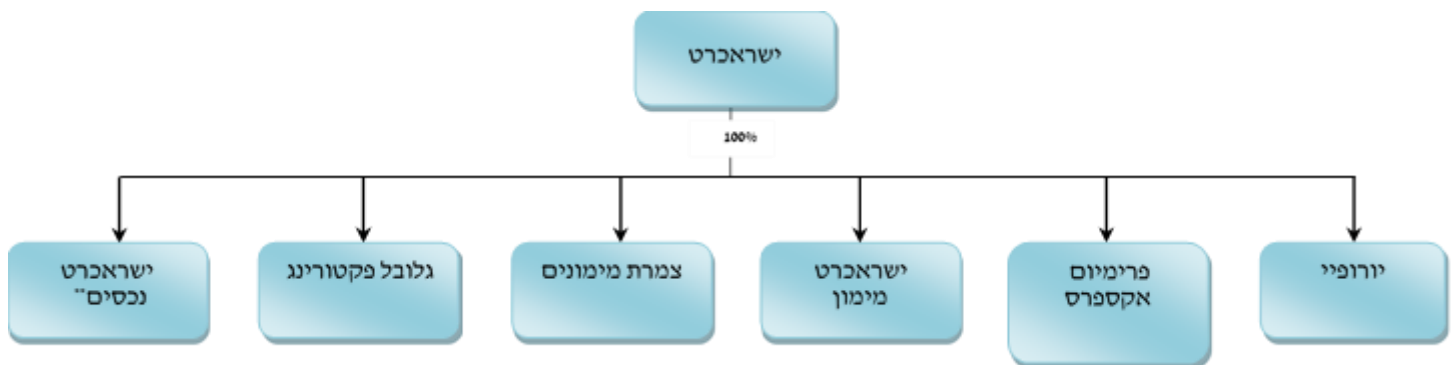 ישראכרט
100%
יורופיי
פרימיום
אקספרס
ישראכרט
מימון
צמרת מימונים
גלובל פקטורינג
ישראכרט
נכסים**